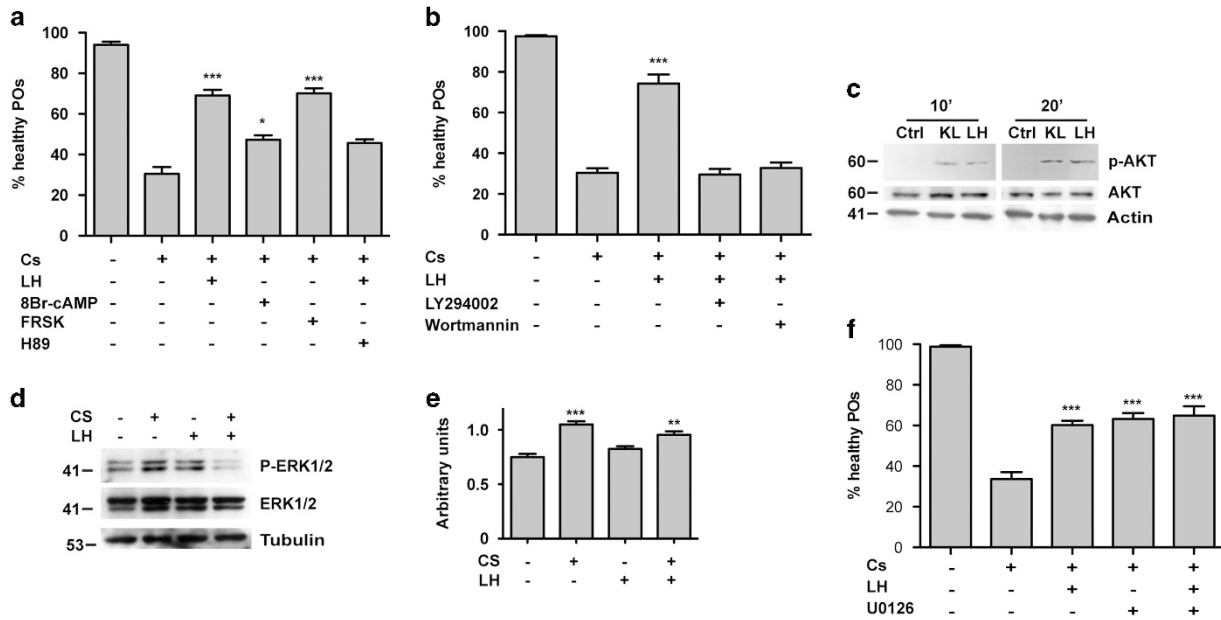 a
% healthy POs
100
80
60
40
20
0
***
*
***
Cs - + + + + +
LH - - + - - +
8Br-cAMP - - - + - -
FRSK - - - - + -
H89 - - - - - +
b
% healthy POs
100
80
60
40
20
0
***
Cs - + + + +
LH - - + + +
LY294002 - - - + -
Wortmannin - - - - +
c
10' 20'
Ctrl KL LH Ctrl KL LH
60 p-AKT
60 AKT
41 Actin
d
CS - + - +
LH - - + +
41 P-ERK1/2
41 ERK1/2
53 Tubulin
e
Arbitrary units
1.0
0.5
0
***
**
CS - + - +
LH - - + +
f
% healthy POs
100
80
60
40
20
0
*** *** ***
Cs - + + + +
LH - - + - +
U0126 - - - + +